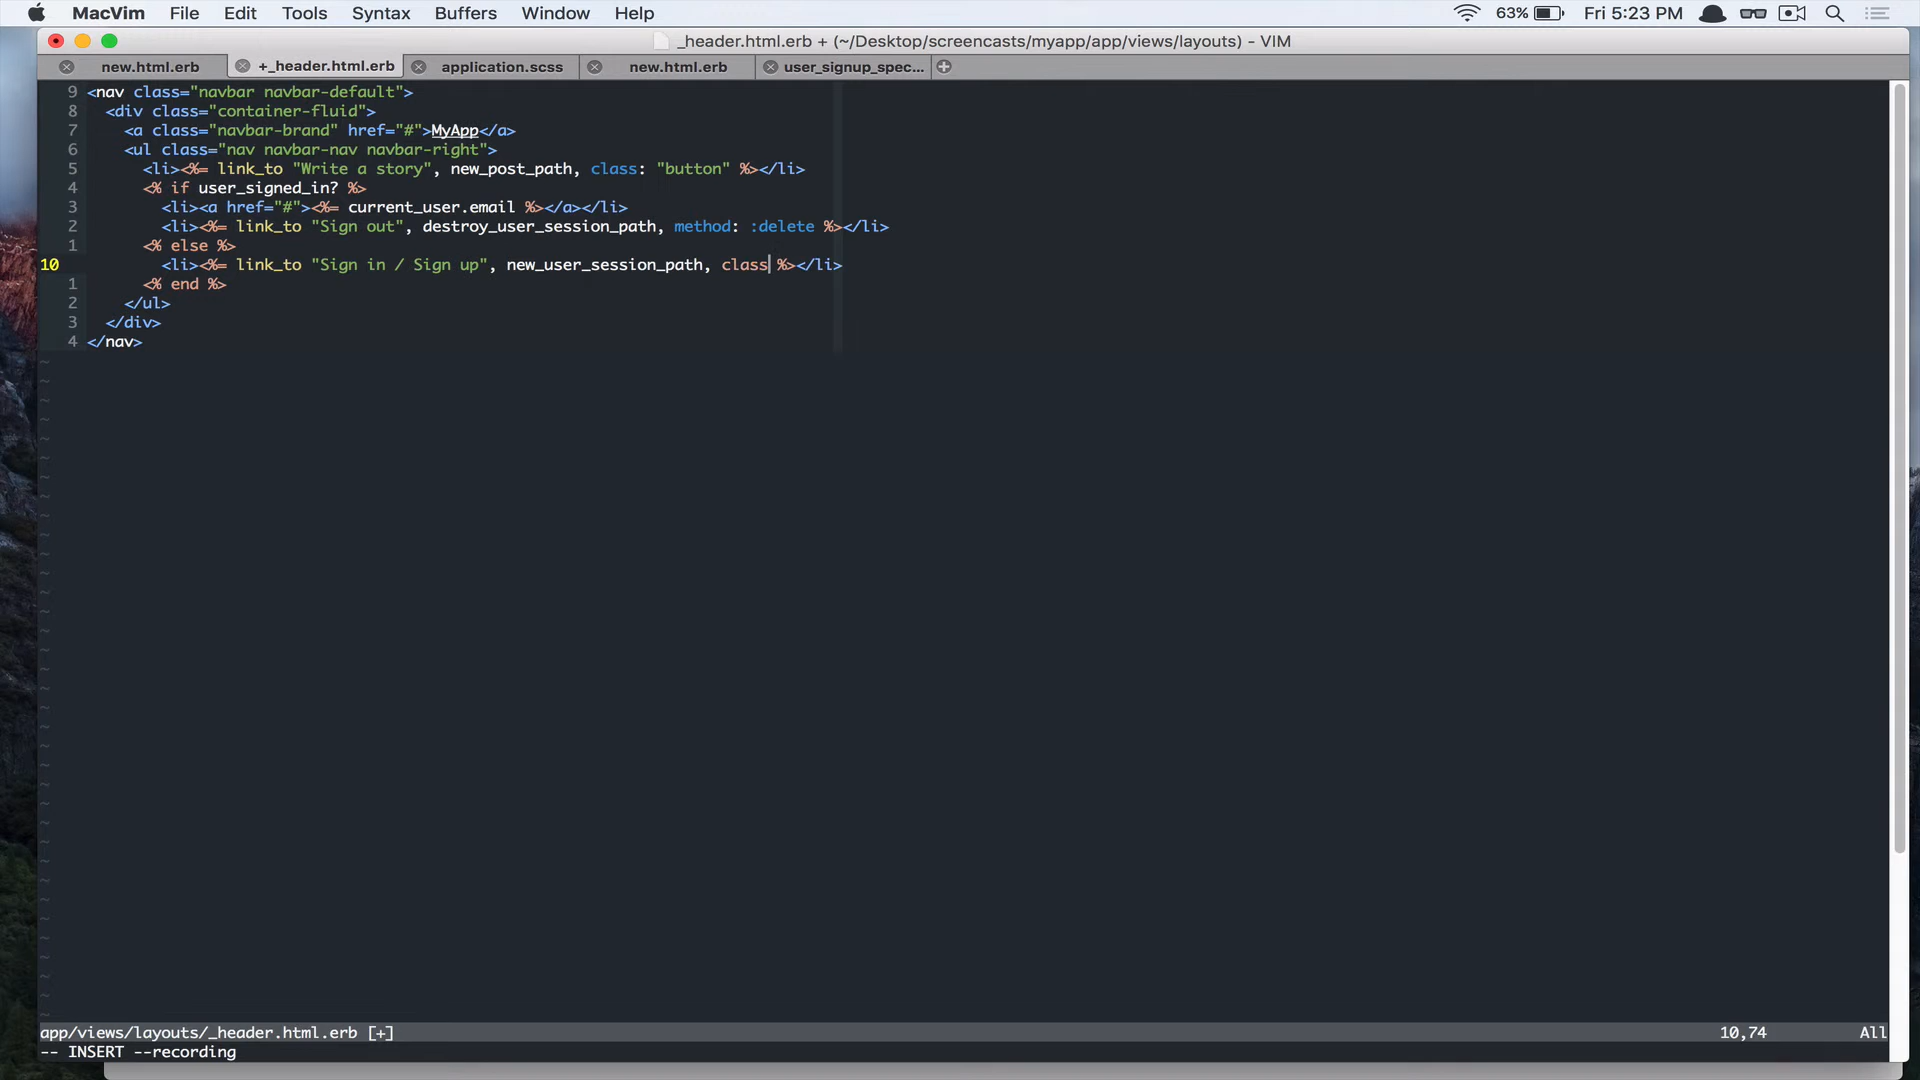 MacVim File Edit Tools Syntax Buffers Window Help 63% Fri 5:23 PM
_header.html.erb + (~/Desktop/screencasts/myapp/app/views/layouts) - VIM
new.html.erb +_header.html.erb application.scss new.html.erb user_signup_spec...
9 <nav class="navbar navbar-default">
8 <div class="container-fluid">
7 <a class="navbar-brand" href="#">MyApp</a>
6 <ul class="nav navbar-nav navbar-right">
5 <li><%= link_to "Write a story", new_post_path, class: "button" %></li>
4 <% if user_signed_in? %>
3 <li><a href="#"><%= current_user.email %></a></li>
2 <li><%= link_to "Sign out", destroy_user_session_path, method: :delete %></li>
1 <% else %>
10 <li><%= link_to "Sign in / Sign up", new_user_session_path, class %></li>
1 <% end %>
2 </ul>
3 </div>
4 </nav>
app/views/layouts/_header.html.erb [+] 10,74 All
-- INSERT --recording